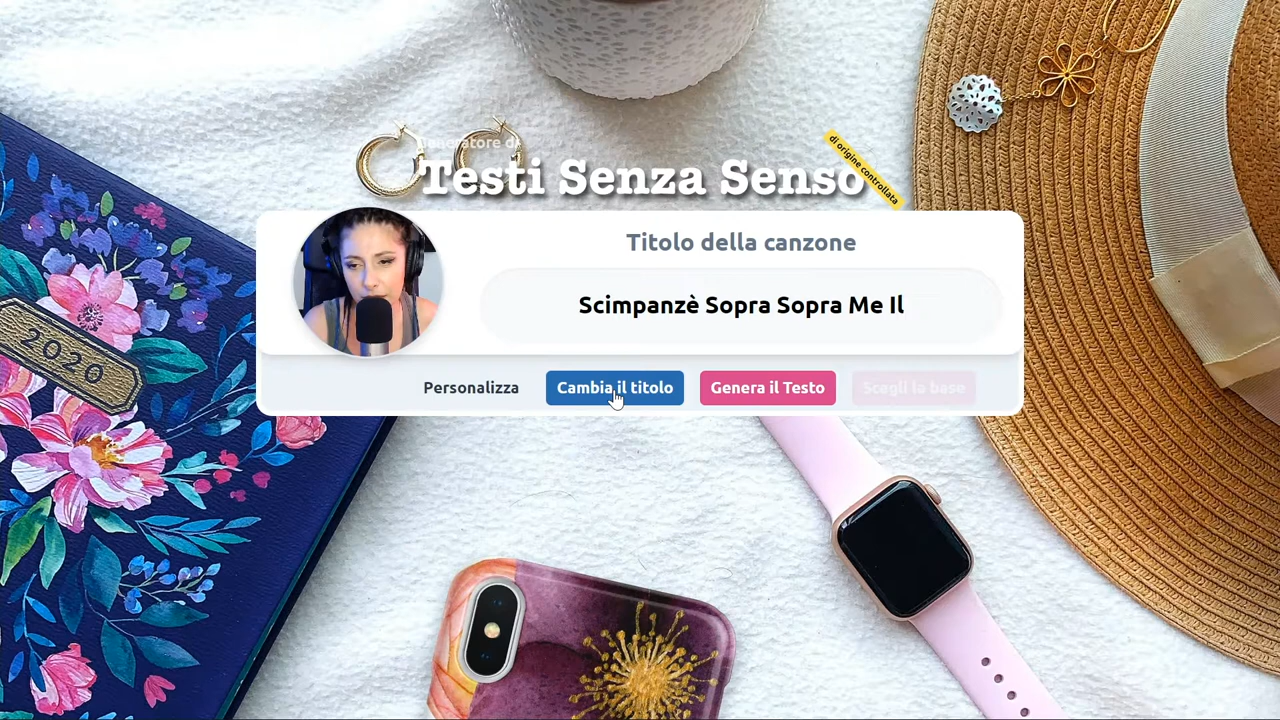 Generatore di
Testi Senza Senso
di origine controllata
Titolo della canzone
Scimpanzè Sopra Sopra Me Il
Personalizza
Cambia il titolo
Genera il Testo
Scegli la base
2020